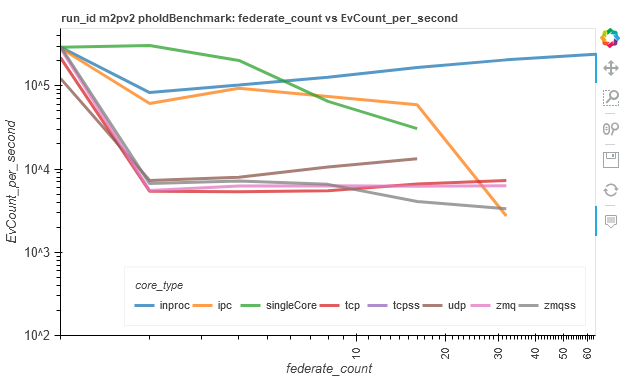 run_id m2pv2 pholdBenchmark: federate_count vs EvCount_per_second
10^5
10^4
10^3
10^2
EvCount_per_second
core_type
inproc ipc singleCore tcp tcpss udp zmq zmqss
10 20 30 40 50 60
federate_count